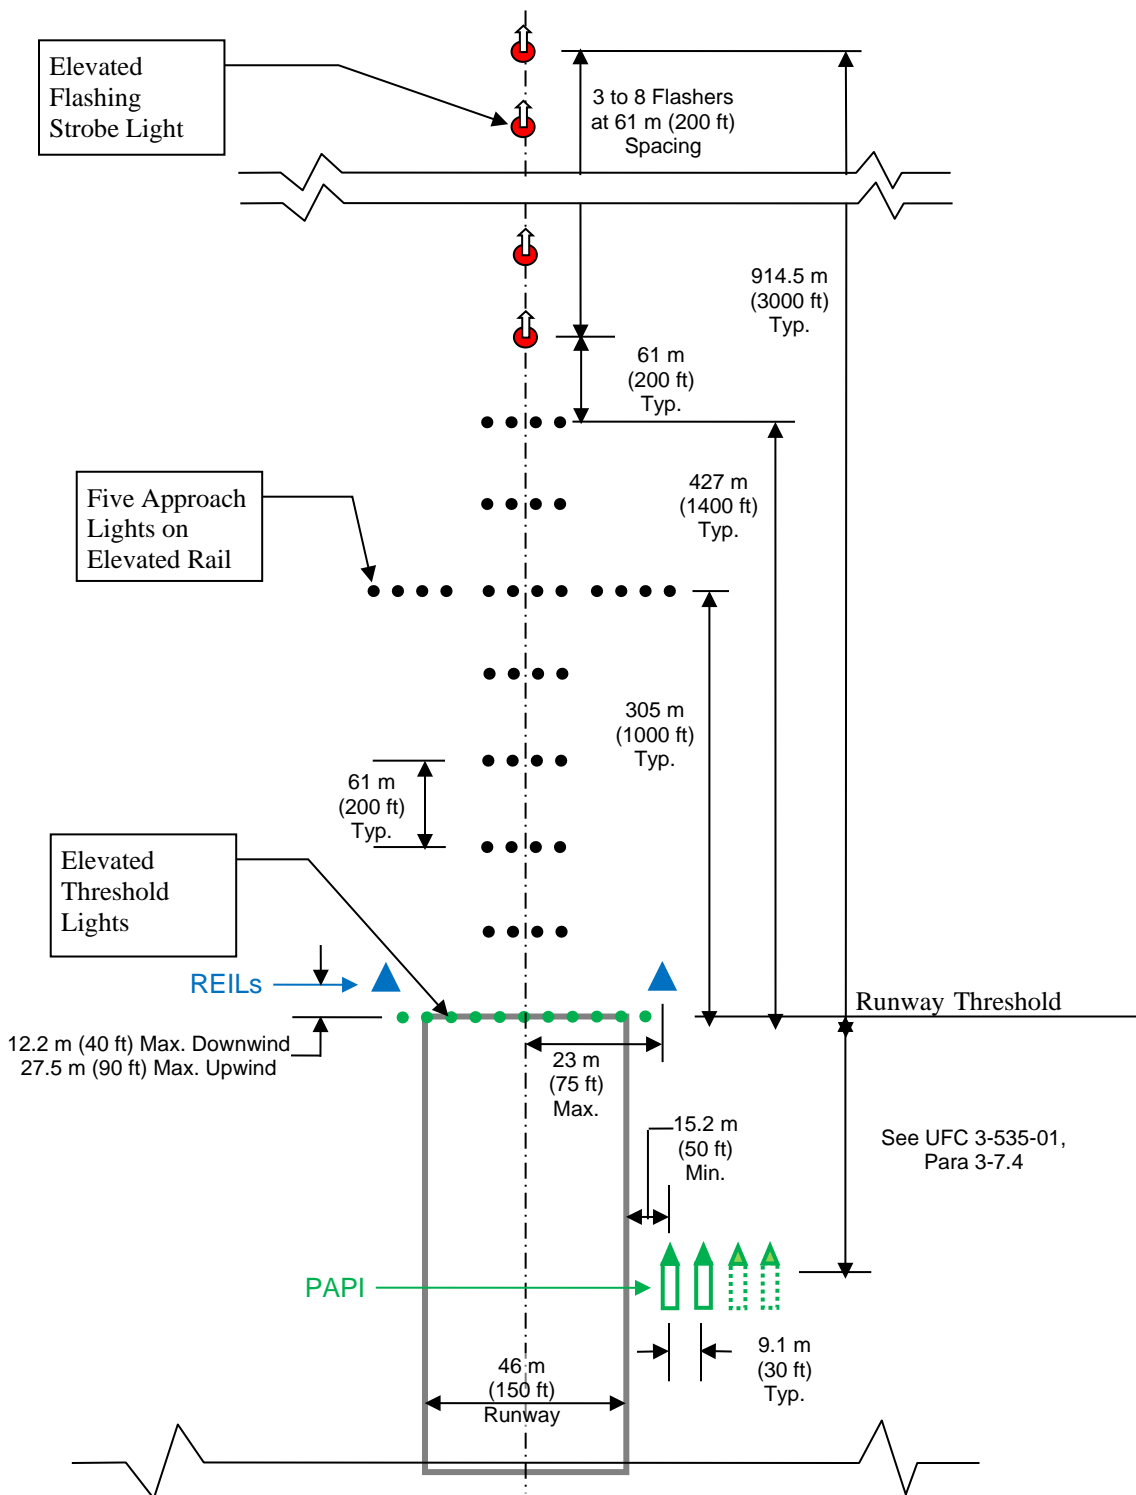 Elevated
Flashing
Strobe Light
3 to 8 Flashers
at 61 m (200 ft)
Spacing
914.5 m
(3000 ft)
Typ.
61 m
(200 ft)
Typ.
427 m
(1400 ft)
Typ.
Five Approach
Lights on
Elevated Rail
305 m
(1000 ft)
Typ.
61 m
(200 ft)
Typ.
Elevated
Threshold
Lights
REILs
Runway Threshold
12.2 m (40 ft) Max. Downwind
27.5 m (90 ft) Max. Upwind
23 m
(75 ft)
Max.
15.2 m
(50 ft)
Min.
See UFC 3-535-01,
Para 3-7.4
PAPI
9.1 m
(30 ft)
Typ.
46 m
(150 ft)
Runway